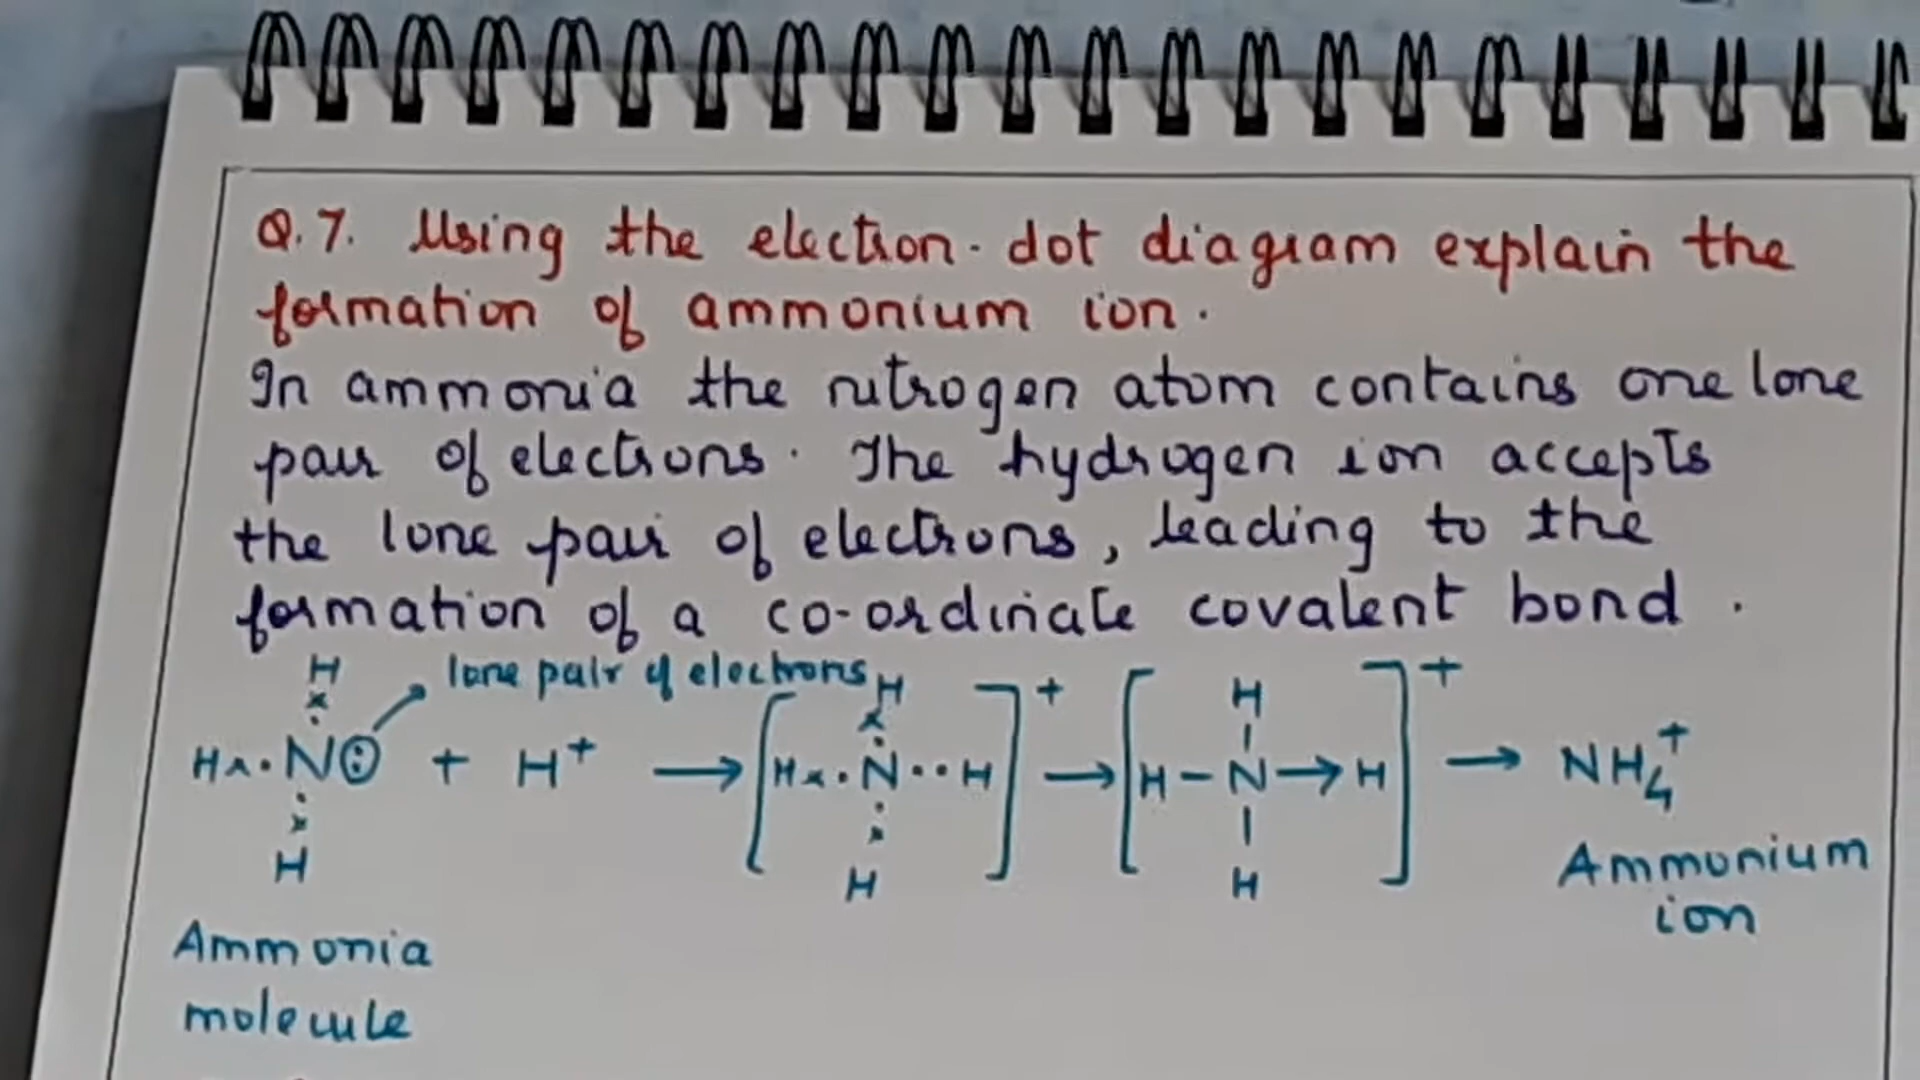 Q.7. Using the electron-dot diagram explain the
formation of ammonium ion.
In ammonia the nitrogen atom contains one lone
pair of electrons. The hydrogen ion accepts
the lone pair of electrons, leading to the
formation of a co-ordinate covalent bond.
lone pair of electrons
H H ]+ H ]+
x . x .
H x . N : + H+ → [ H x . N . . H → [ H - N → H → NH4+
. x . x
H H H
Ammonium
ion
Ammonia
molecule